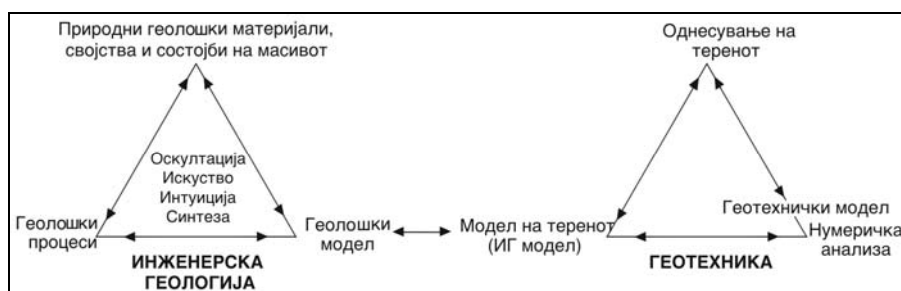 Природни геолошки материјали,
својства и состојби на масивот
Оскултација
Искуство
Интуиција
Синтеза
Геолошки
процеси
Геолошки
модел
ИНЖЕНЕРСКА
ГЕОЛОГИЈА
Однесување на
теренот
Модел на теренот
(ИГ модел)
Геотехнички модел
Нумеричка
анализа
ГЕОТЕХНИКА